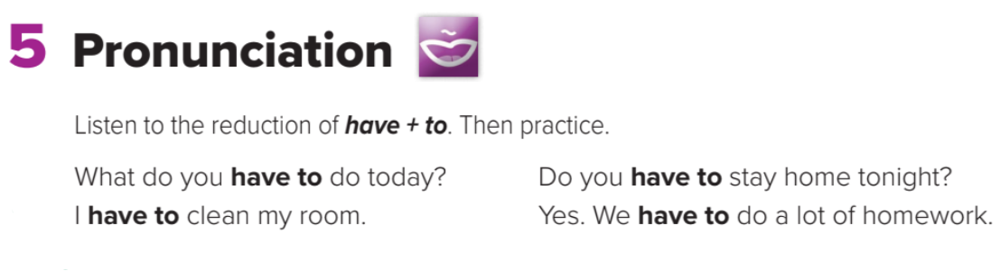 5 Pronunciation
Listen to the reduction of have + to. Then practice.
What do you have to do today?
I have to clean my room.
Do you have to stay home tonight?
Yes. We have to do a lot of homework.